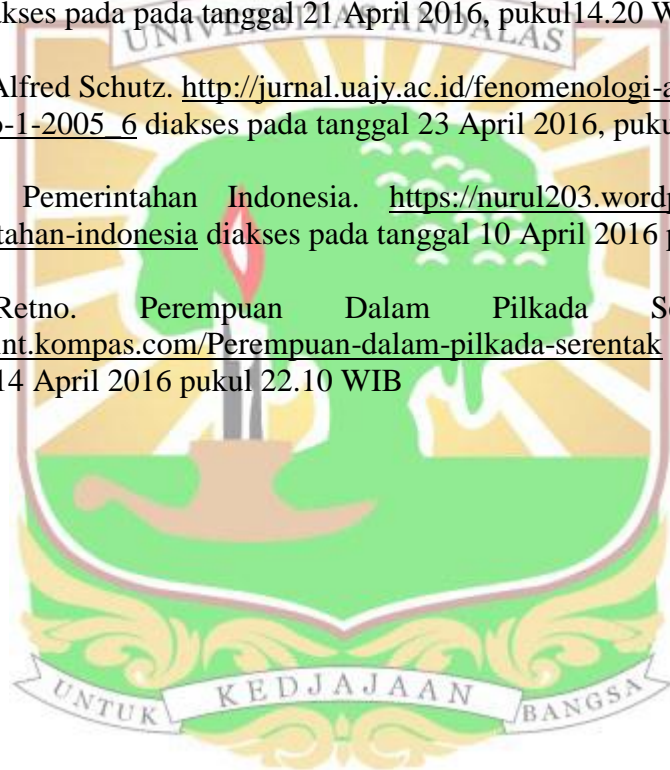 akses pada pada tanggal 21 April 2016, pukul14.20 W
UNIVERSITAS ANDALAS
Alfred Schutz. http://jurnal.uajy.ac.id/fenomenologi-a
-1-2005_6 diakses pada tanggal 23 April 2016, puku
Pemerintahan Indonesia. https://nurul203.wordp
tahan-indonesia diakses pada tanggal 10 April 2016 p
Retno. Perempuan Dalam Pilkada Se
nt.kompas.com/Perempuan-dalam-pilkada-serentak
14 April 2016 pukul 22.10 WIB
UNTUK KEDJAJAAN BANGSA